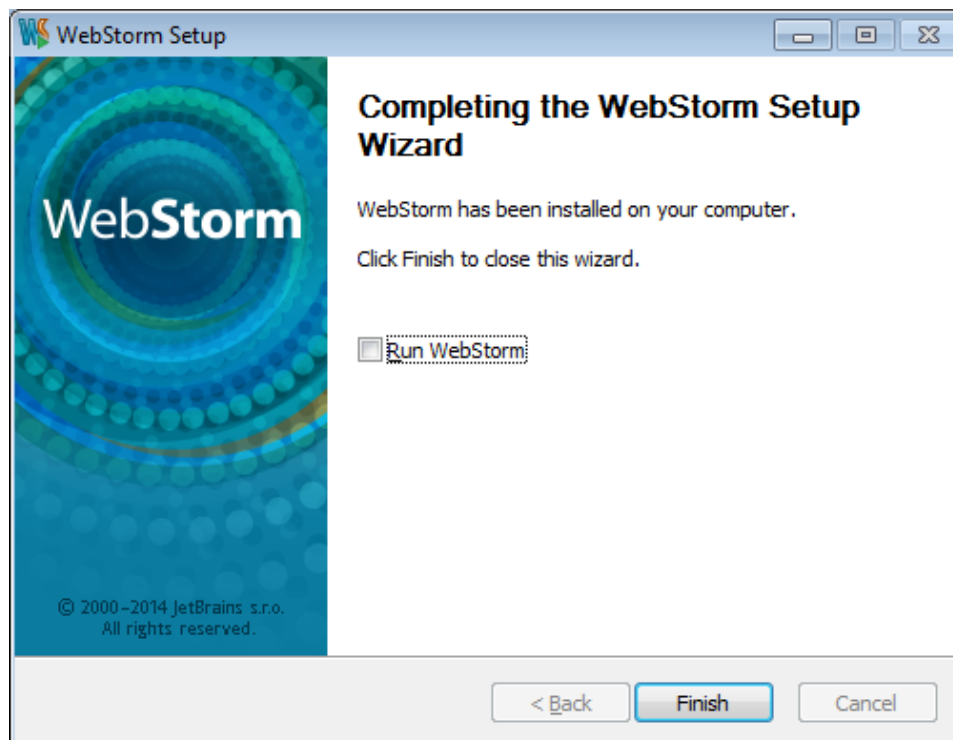 WebStorm Setup
WebStorm
Completing the WebStorm Setup
Wizard
WebStorm has been installed on your computer.
Click Finish to close this wizard.
Run WebStorm
© 2000–2014 JetBrains s.r.o.
All rights reserved.
< Back Finish Cancel